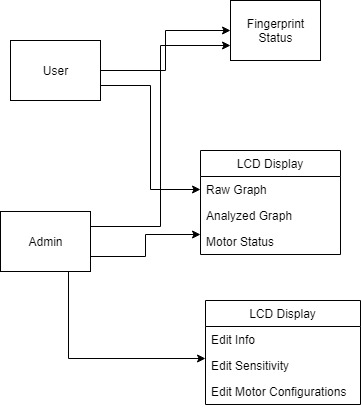 Fingerprint
Status
User
LCD Display
Raw Graph
Analyzed Graph
Motor Status
Admin
LCD Display
Edit Info
Edit Sensitivity
Edit Motor Configurations